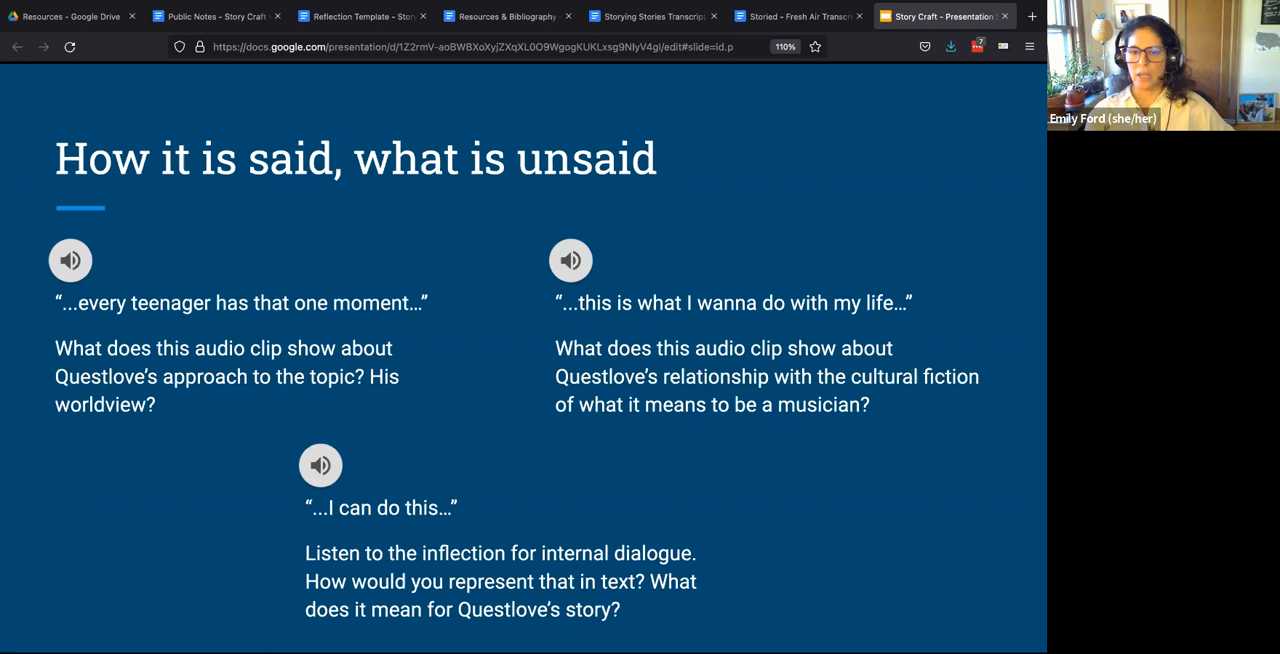 Resources - Google Drive
Public Notes - Story Craft
Reflection Template - Story
Resources & Bibliography -
Storying Stories Transcript
Storied - Fresh Air Transcri
Story Craft - Presentation S
https://docs.google.com/presentation/d/1Z2rmV-aoBWBXoXyjZXqXL0O9WgogKUKLxsg9NIyV4gI/edit#slide=id.p
110%
7
Emily Ford (she/her)
How it is said, what is unsaid
“...every teenager has that one moment...”
What does this audio clip show about
Questlove’s approach to the topic? His
worldview?
“...this is what I wanna do with my life...”
What does this audio clip show about
Questlove’s relationship with the cultural fiction
of what it means to be a musician?
“...I can do this...”
Listen to the inflection for internal dialogue.
How would you represent that in text? What
does it mean for Questlove’s story?